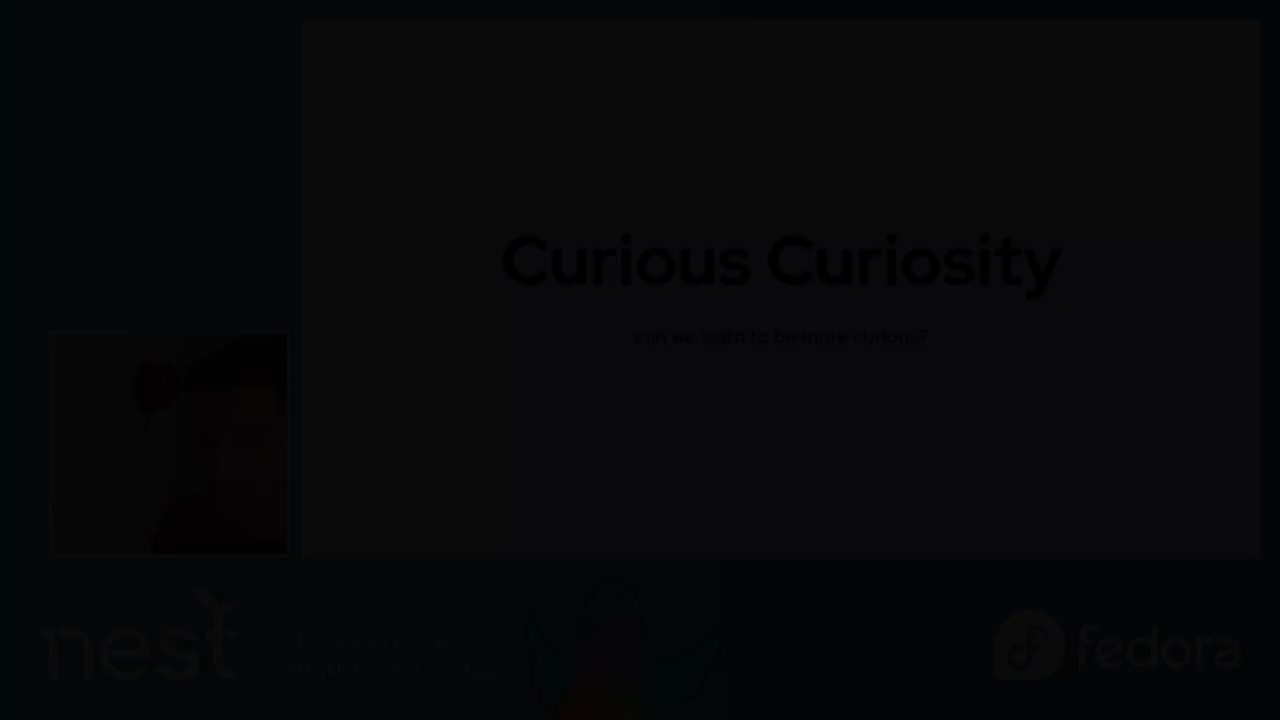 Curious Curiosity
can we learn to be more curious?
nest
fedora